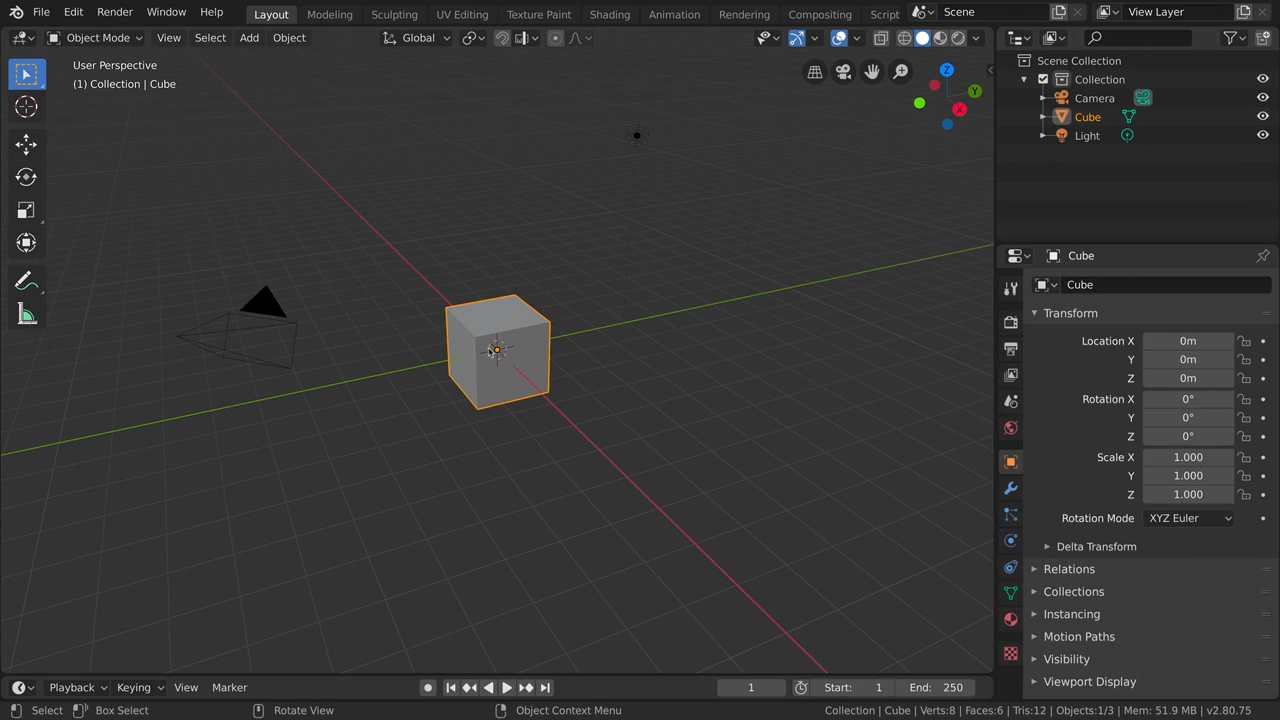 File Edit Render Window Help Layout Modeling Sculpting UV Editing Texture Paint Shading Animation Rendering Compositing Script Scene View Layer
Object Mode View Select Add Object Global
User Perspective
(1) Collection | Cube
Z
Y
X
Scene Collection
Collection
Camera
Cube
Light
Cube
Cube
Transform
Location X 0m
Y 0m
Z 0m
Rotation X 0°
Y 0°
Z 0°
Scale X 1.000
Y 1.000
Z 1.000
Rotation Mode XYZ Euler
Delta Transform
Relations
Collections
Instancing
Motion Paths
Visibility
Viewport Display
Playback Keying View Marker 1 Start: 1 End: 250
Select Box Select Rotate View Object Context Menu Collection | Cube | Verts:8 | Faces:6 | Tris:12 | Objects:1/3 | Mem: 51.9 MB | v2.80.75